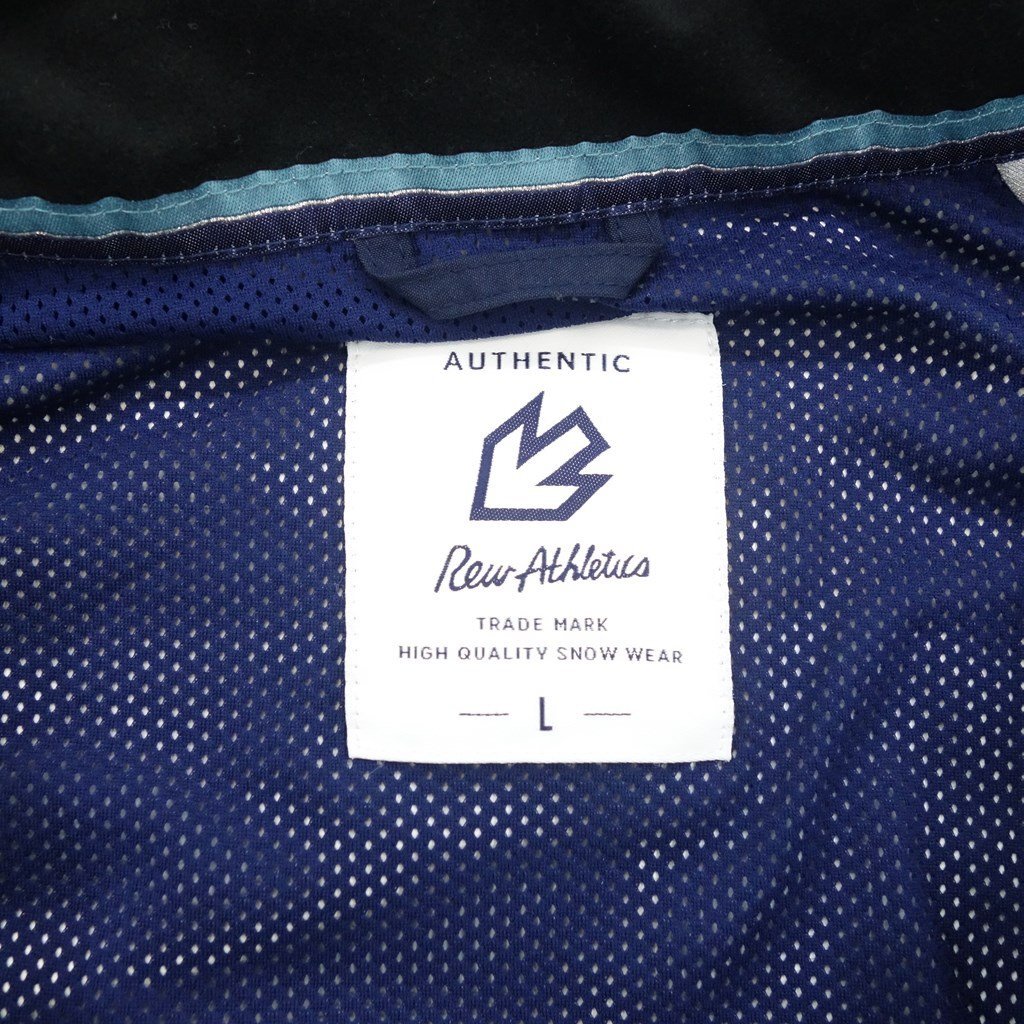 AUTHENTIC
Rew Athletics
TRADE MARK
HIGH QUALITY SNOW WEAR
L